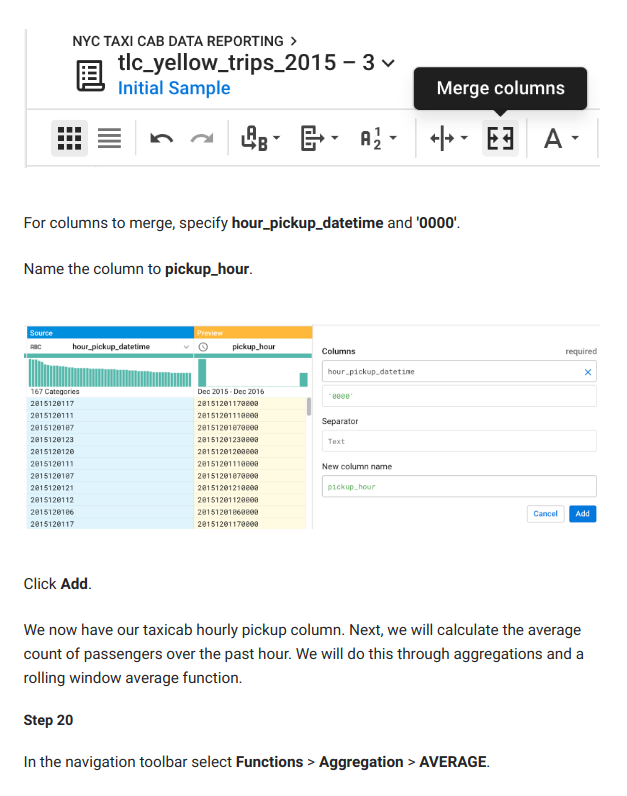 NYC TAXI CAB DATA REPORTING >
tlc_yellow_trips_2015 – 3
Initial Sample
Merge columns
A
B
A 1
2
A
For columns to merge, specify hour_pickup_datetime and '0000'.
Name the column to pickup_hour.
Source
Preview
ABC
hour_pickup_datetime
pickup_hour
167 Categories
Dec 2015 - Dec 2016
2015120117
20151201170000
2015120111
20151201110000
2015120107
20151201070000
2015120123
20151201230000
2015120120
20151201200000
2015120111
20151201110000
2015120107
20151201070000
2015120121
20151201210000
2015120112
20151201120000
2015120106
20151201060000
2015120117
20151201170000
Columns
required
hour_pickup_datetime
'0000'
Separator
Text
New column name
pickup_hour
Cancel
Add
Click Add.
We now have our taxicab hourly pickup column. Next, we will calculate the average
count of passengers over the past hour. We will do this through aggregations and a
rolling window average function.
Step 20
In the navigation toolbar select Functions > Aggregation > AVERAGE.